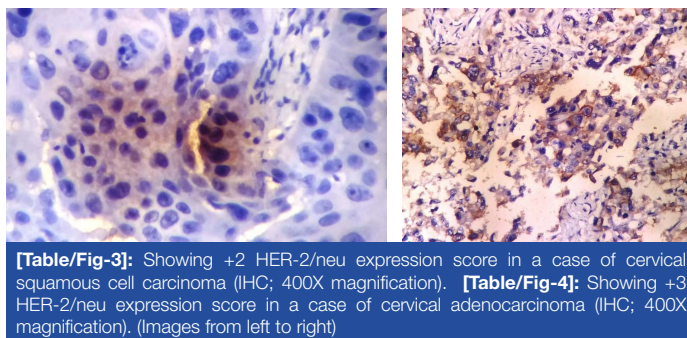 [Table/Fig-3]: Showing +2 HER-2/neu expression score in a case of cervical
squamous cell carcinoma (IHC; 400X magnification). [Table/Fig-4]: Showing +3
HER-2/neu expression score in a case of cervical adenocarcinoma (IHC; 400X
magnification). (Images from left to right)